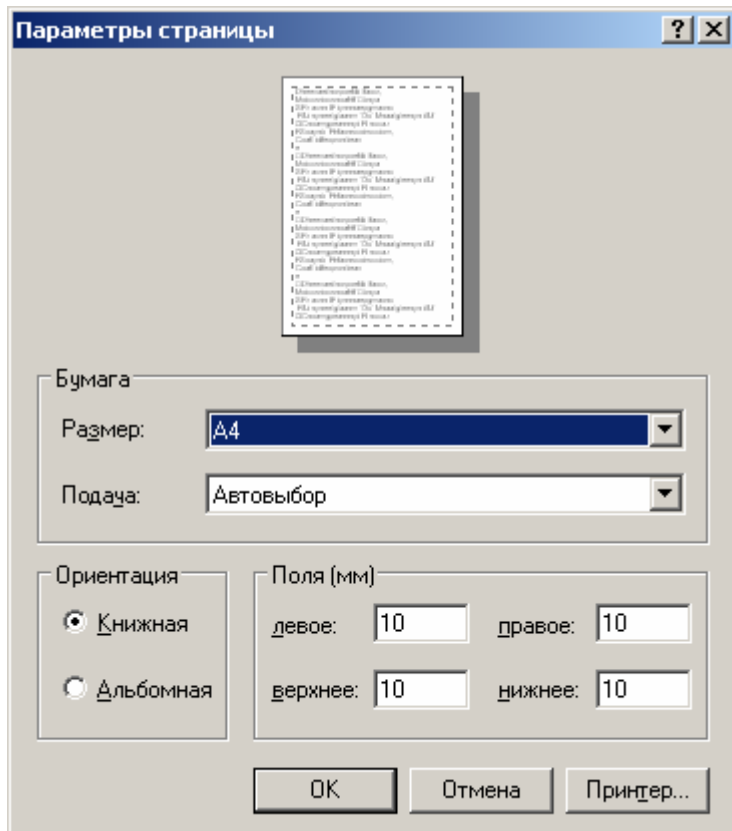 Параметры страницы
Бумага
Размер:
A4
Подача:
Автовыбор
Ориентация
Книжная
Альбомная
Поля (мм)
левое: 10 правое: 10
верхнее: 10 нижнее: 10
OK Отмена Принтер...